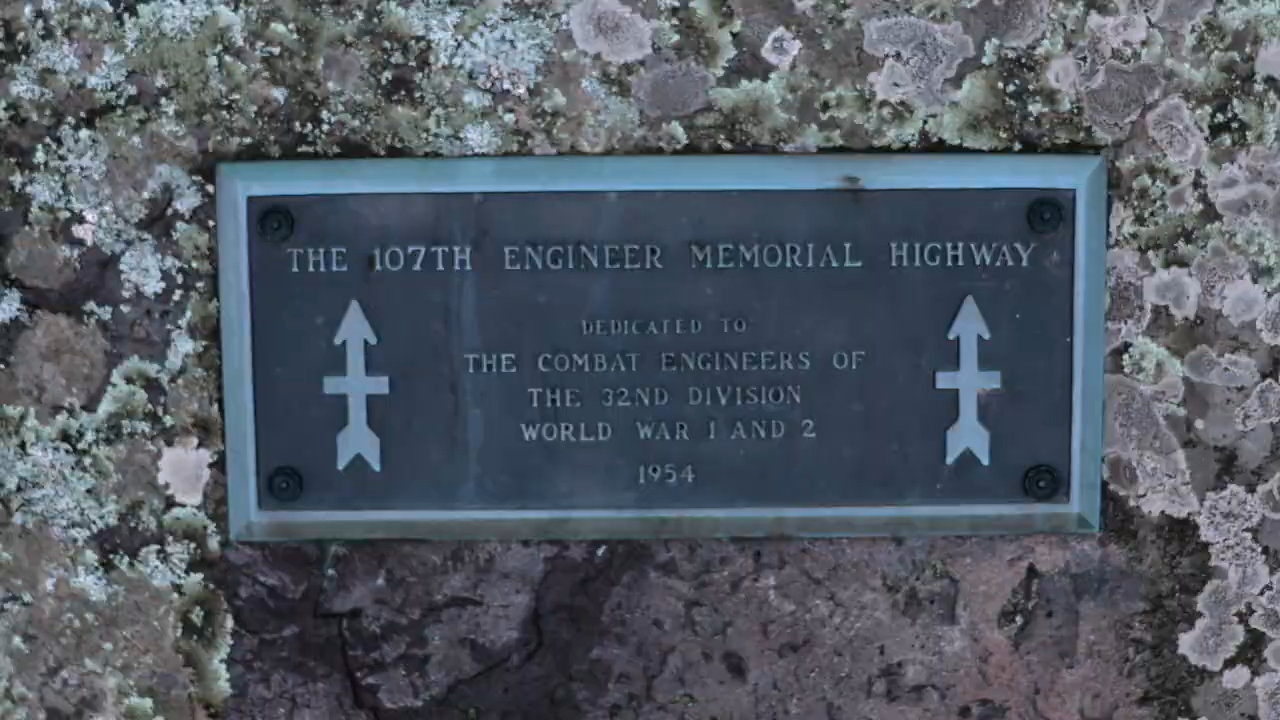 THE 107TH ENGINEER MEMORIAL HIGHWAY
DEDICATED TO
THE COMBAT ENGINEERS OF
THE 32ND DIVISION
WORLD WAR 1 AND 2
1954